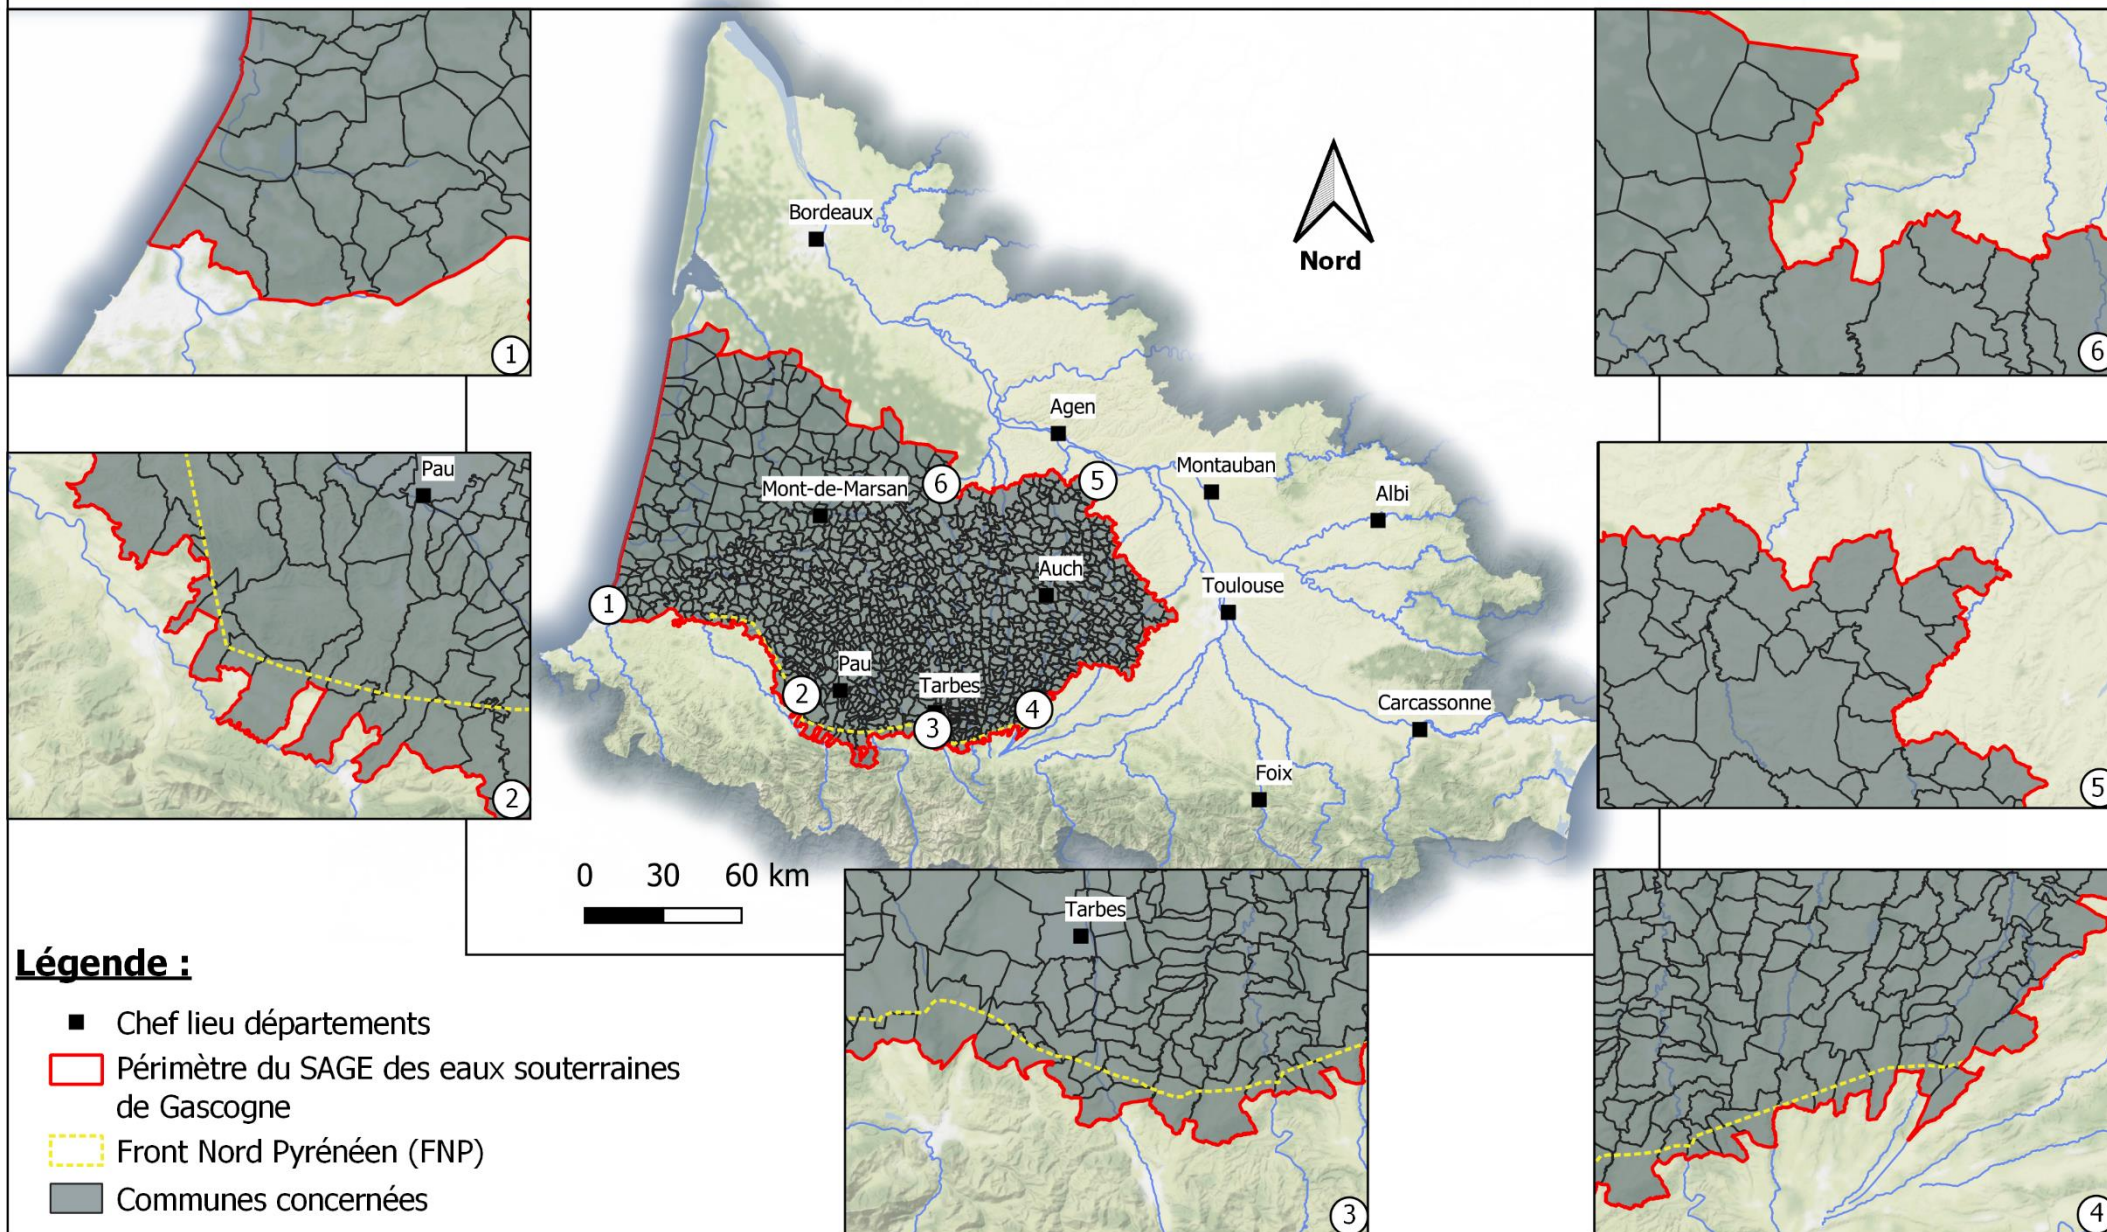 1
6
Bordeaux
Nord
Agen
Montauban
Albi
Mont-de-Marsan
6
5
Auch
Toulouse
1
Pau
Tarbes
2
3
4
Carcassonne
Foix
Pau
2
5
0 30 60 km
Tarbes
3
4
Légende :
Chef lieu départements
Périmètre du SAGE des eaux souterraines
de Gascogne
Front Nord Pyrénéen (FNP)
Communes concernées